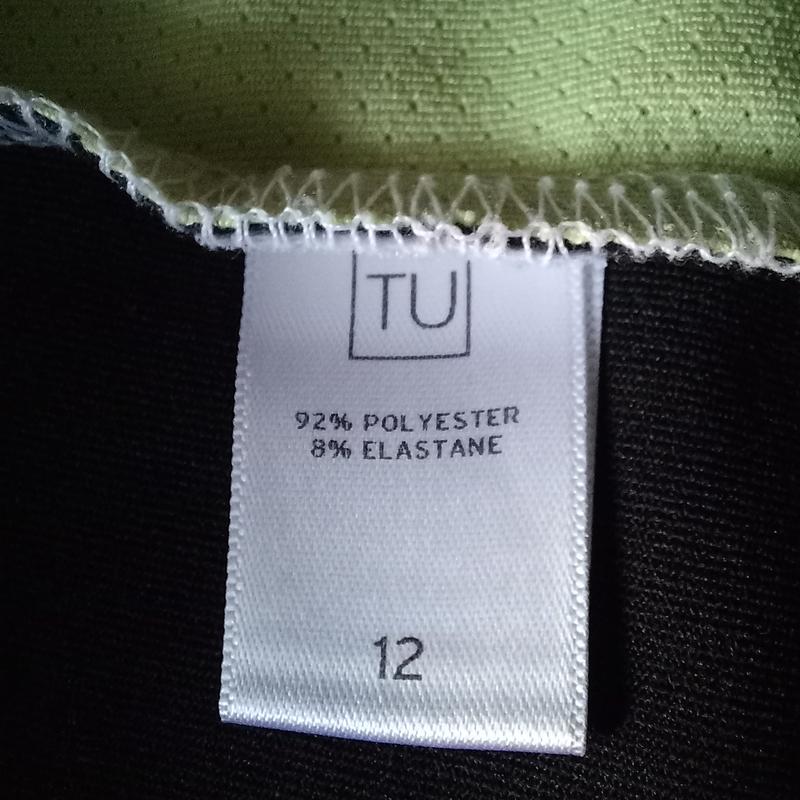 TU
92% POLYESTER
8% ELASTANE
12